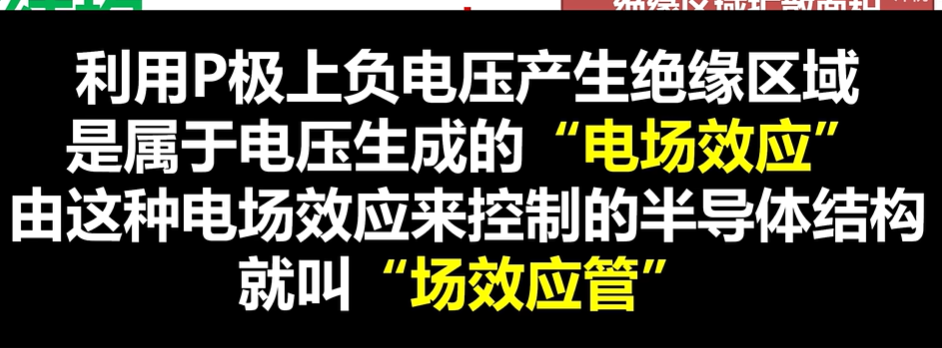 利用P极上负电压产生绝缘区域
是属于电压生成的“电场效应”
由这种电场效应来控制的半导体结构
就叫“场效应管”